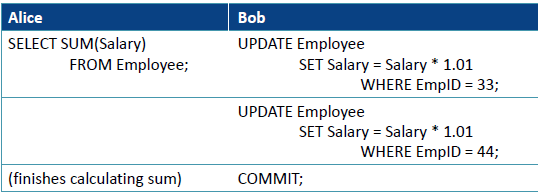 Alice Bob
SELECT SUM(Salary) UPDATE Employee
FROM Employee; SET Salary = Salary * 1.01
WHERE EmpID = 33;
UPDATE Employee
SET Salary = Salary * 1.01
WHERE EmpID = 44;
(finishes calculating sum) COMMIT;